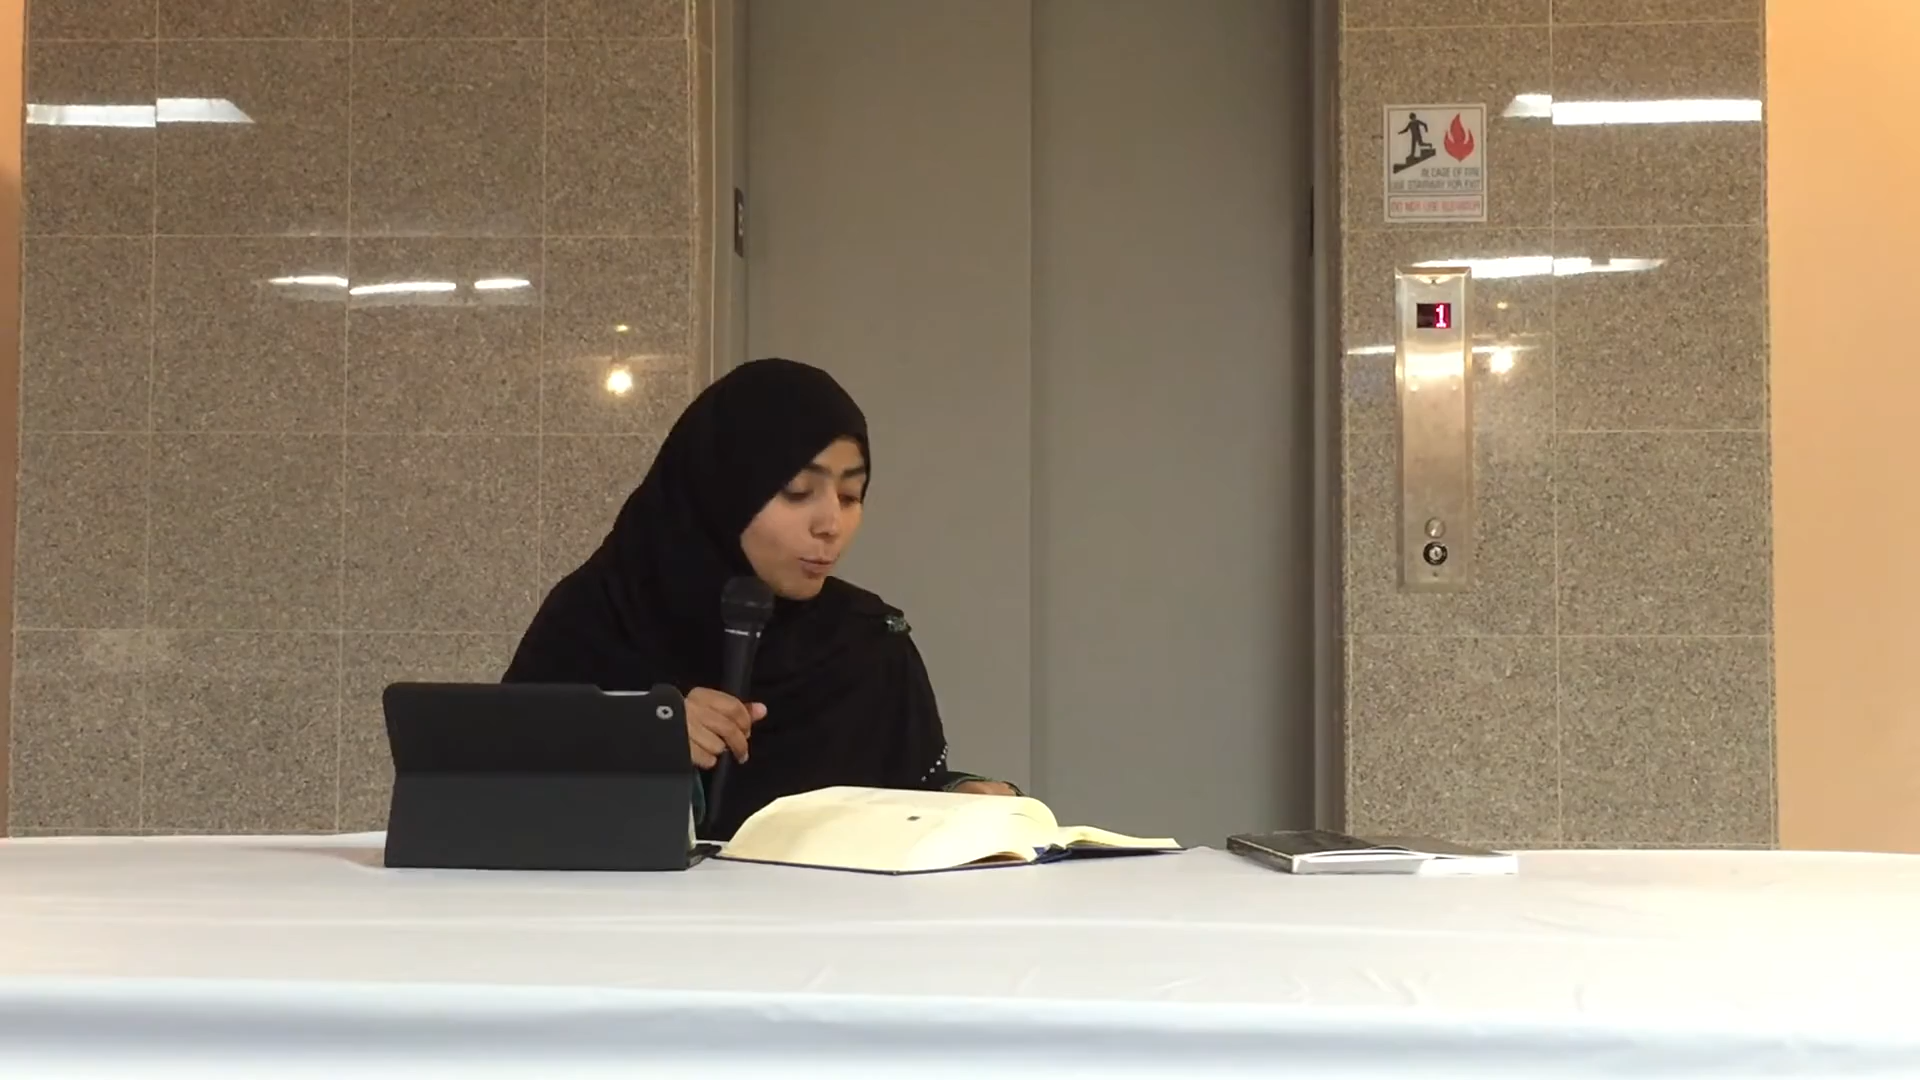 IN CASE OF FIRE
USE STAIRWAY FOR EXIT
DO NOT USE ELEVATOR
1